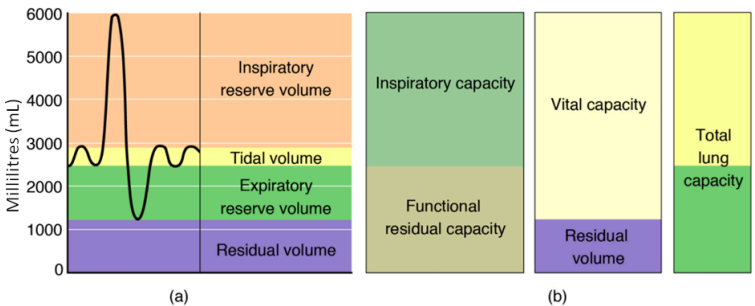 6000
5000
4000
3000
2000
1000
0
Millilitres (mL)
Inspiratory
reserve volume
Tidal volume
Expiratory
reserve volume
Residual volume
(a)
Inspiratory capacity
Functional
residual capacity
Vital capacity
Residual
volume
Total
lung
capacity
(b)